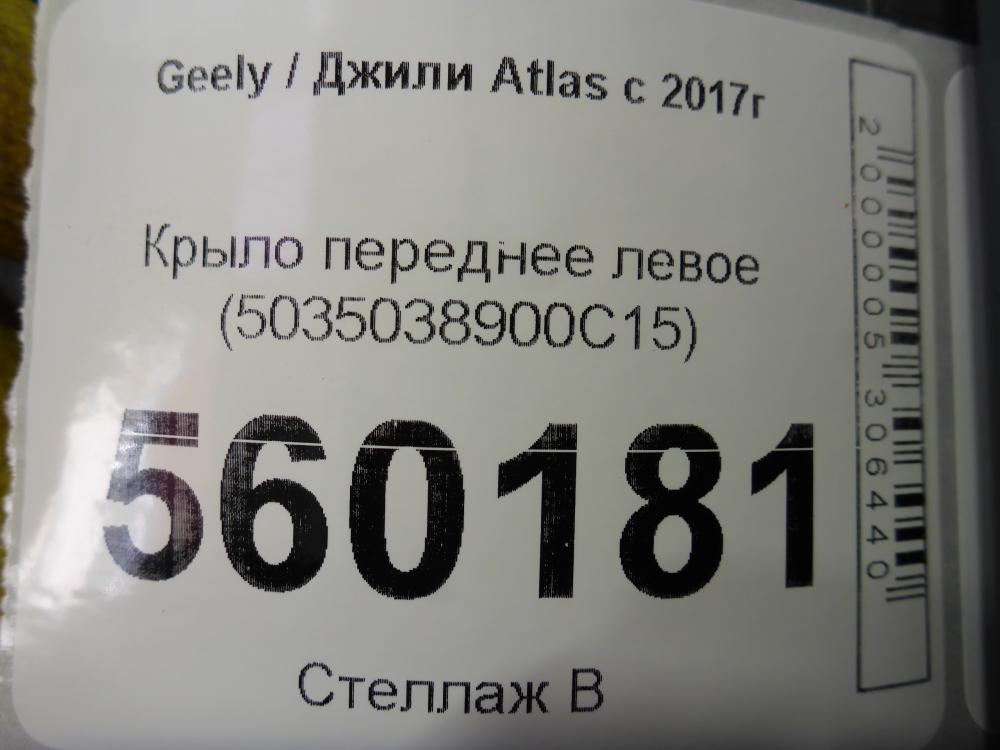 Geely / Джили Atlas с 2017г
Крыло переднее левое
(5035038900C15)
560181
Стеллаж В
2000005306440